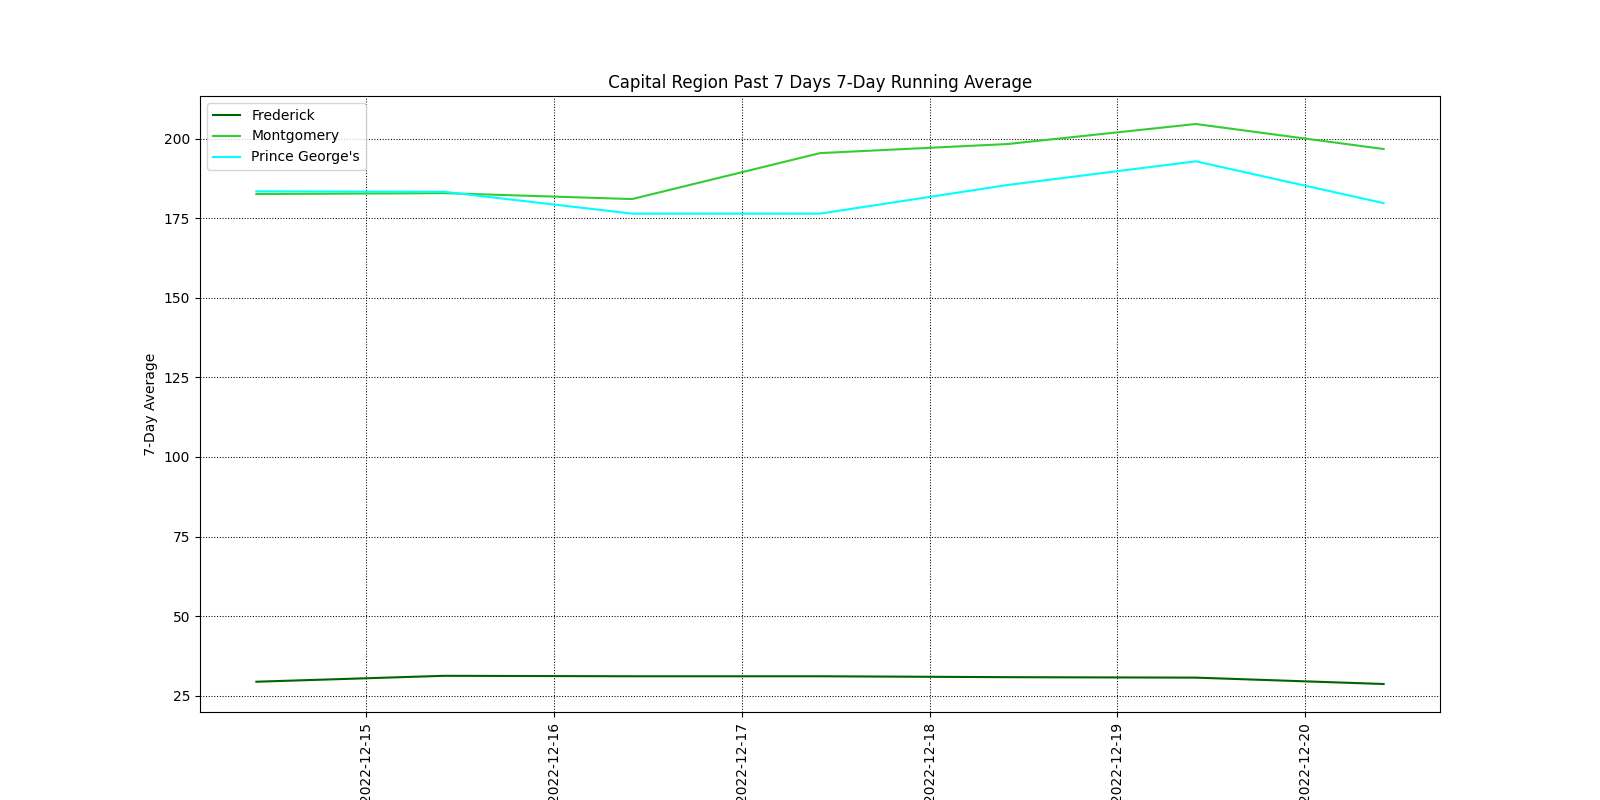 Capital Region Past 7 Days 7-Day Running Average
Frederick
Montgomery
Prince George's
7-Day Average
200
175
150
125
100
75
50
25
2022-12-15
2022-12-16
2022-12-17
2022-12-18
2022-12-19
2022-12-20